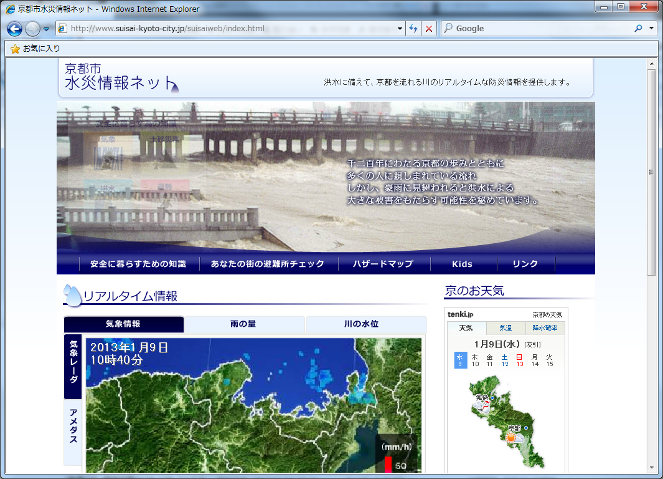 京都市水災情報ネット - Windows Internet Explorer
http://www.suisai-kyoto-city.jp/suisaiweb/index.html
Google
お気に入り
京都市
水災情報ネット
洪水に備えて、京都を流れる川のリアルタイムな防災情報を提供します。
千二百年にわたる京都の歩みとともに
多くの人に親しまれている流れ
しかし、豪雨に見舞われると洪水による
大きな被害をもたらす可能性を秘めています。
安全に暮らすための知識
あなたの街の避難所チェック
ハザードマップ
Kids
リンク
リアルタイム情報
気象情報
雨の量
川の水位
気象レーダ
アメダス
2013年1月9日
10時40分
(mm/h)
60
京のお天気
tenki.jp
京都の天気
天気
気温
降水確率
1月9日(水)
水 木 金 土 日 月 火
9 10 11 12 13 14 15